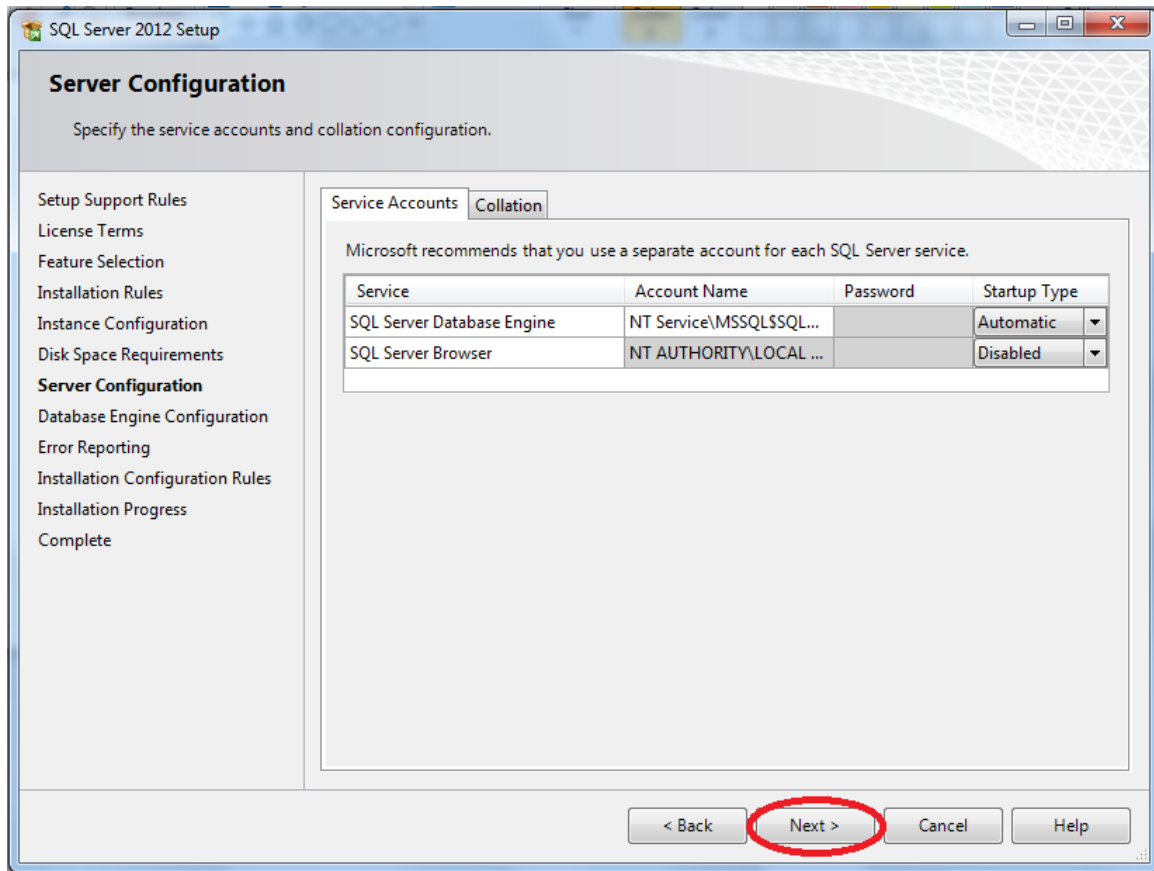 SQL Server 2012 Setup
Server Configuration
Specify the service accounts and collation configuration.
Setup Support Rules
License Terms
Feature Selection
Installation Rules
Instance Configuration
Disk Space Requirements
Server Configuration
Database Engine Configuration
Error Reporting
Installation Configuration Rules
Installation Progress
Complete
Service Accounts Collation
Microsoft recommends that you use a separate account for each SQL Server service.
Service Account Name Password Startup Type
SQL Server Database Engine NT Service\MSSQL$SQL... Automatic
SQL Server Browser NT AUTHORITY\LOCAL ... Disabled
< Back Next > Cancel Help